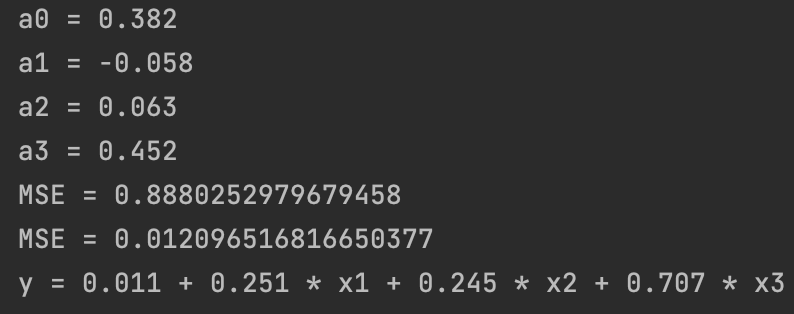 a0 = 0.382
a1 = -0.058
a2 = 0.063
a3 = 0.452
MSE = 0.8880252979679458
MSE = 0.012096516816650377
y = 0.011 + 0.251 * x1 + 0.245 * x2 + 0.707 * x3